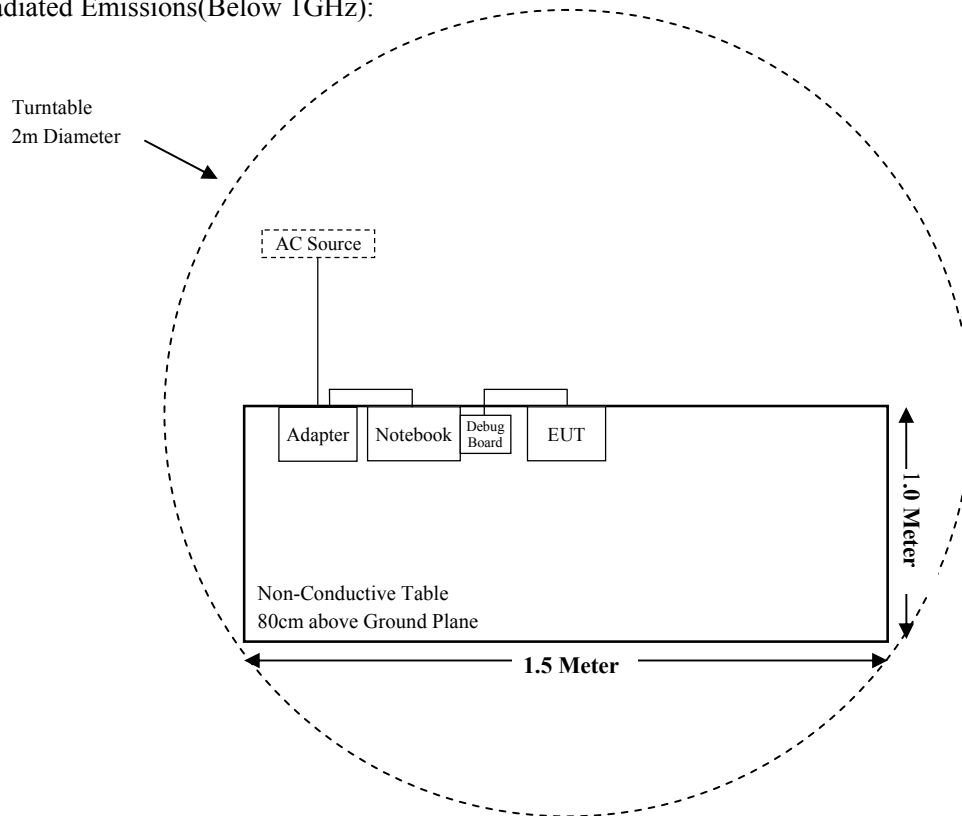 adiated Emissions(Below 1GHz):
Turntable
2m Diameter
AC Source
Adapter
Notebook
Debug
Board
EUT
1.0 Meter
Non-Conductive Table
80cm above Ground Plane
1.5 Meter